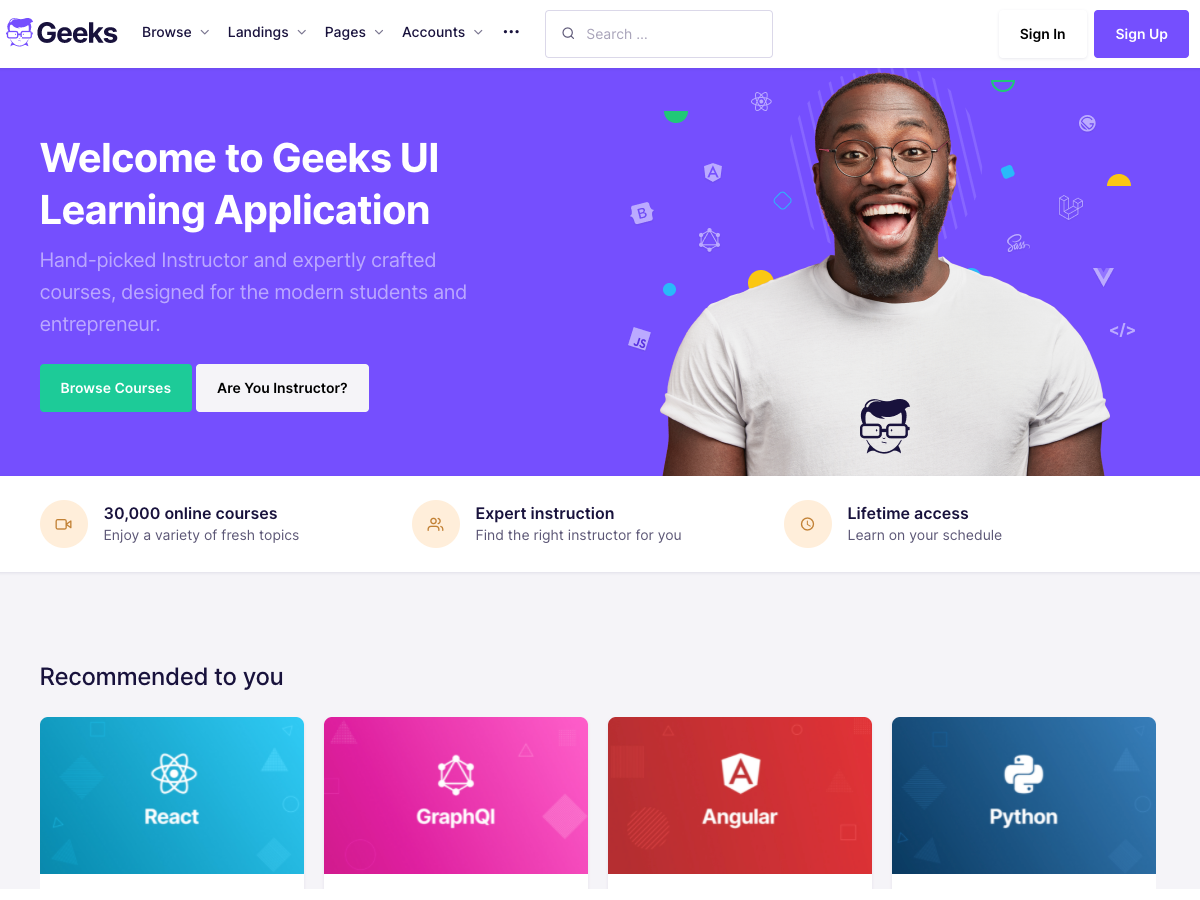 Geeks
Browse
Landings
Pages
Accounts
Search ...
Sign In
Sign Up
Welcome to Geeks UI
Learning Application
Hand-picked Instructor and expertly crafted
courses, designed for the modern students and
entrepreneur.
Browse Courses
Are You Instructor?
A
B
Sass
JS
</>
30,000 online courses
Enjoy a variety of fresh topics
Expert instruction
Find the right instructor for you
Lifetime access
Learn on your schedule
Recommended to you
React
GraphQl
A
Angular
Python